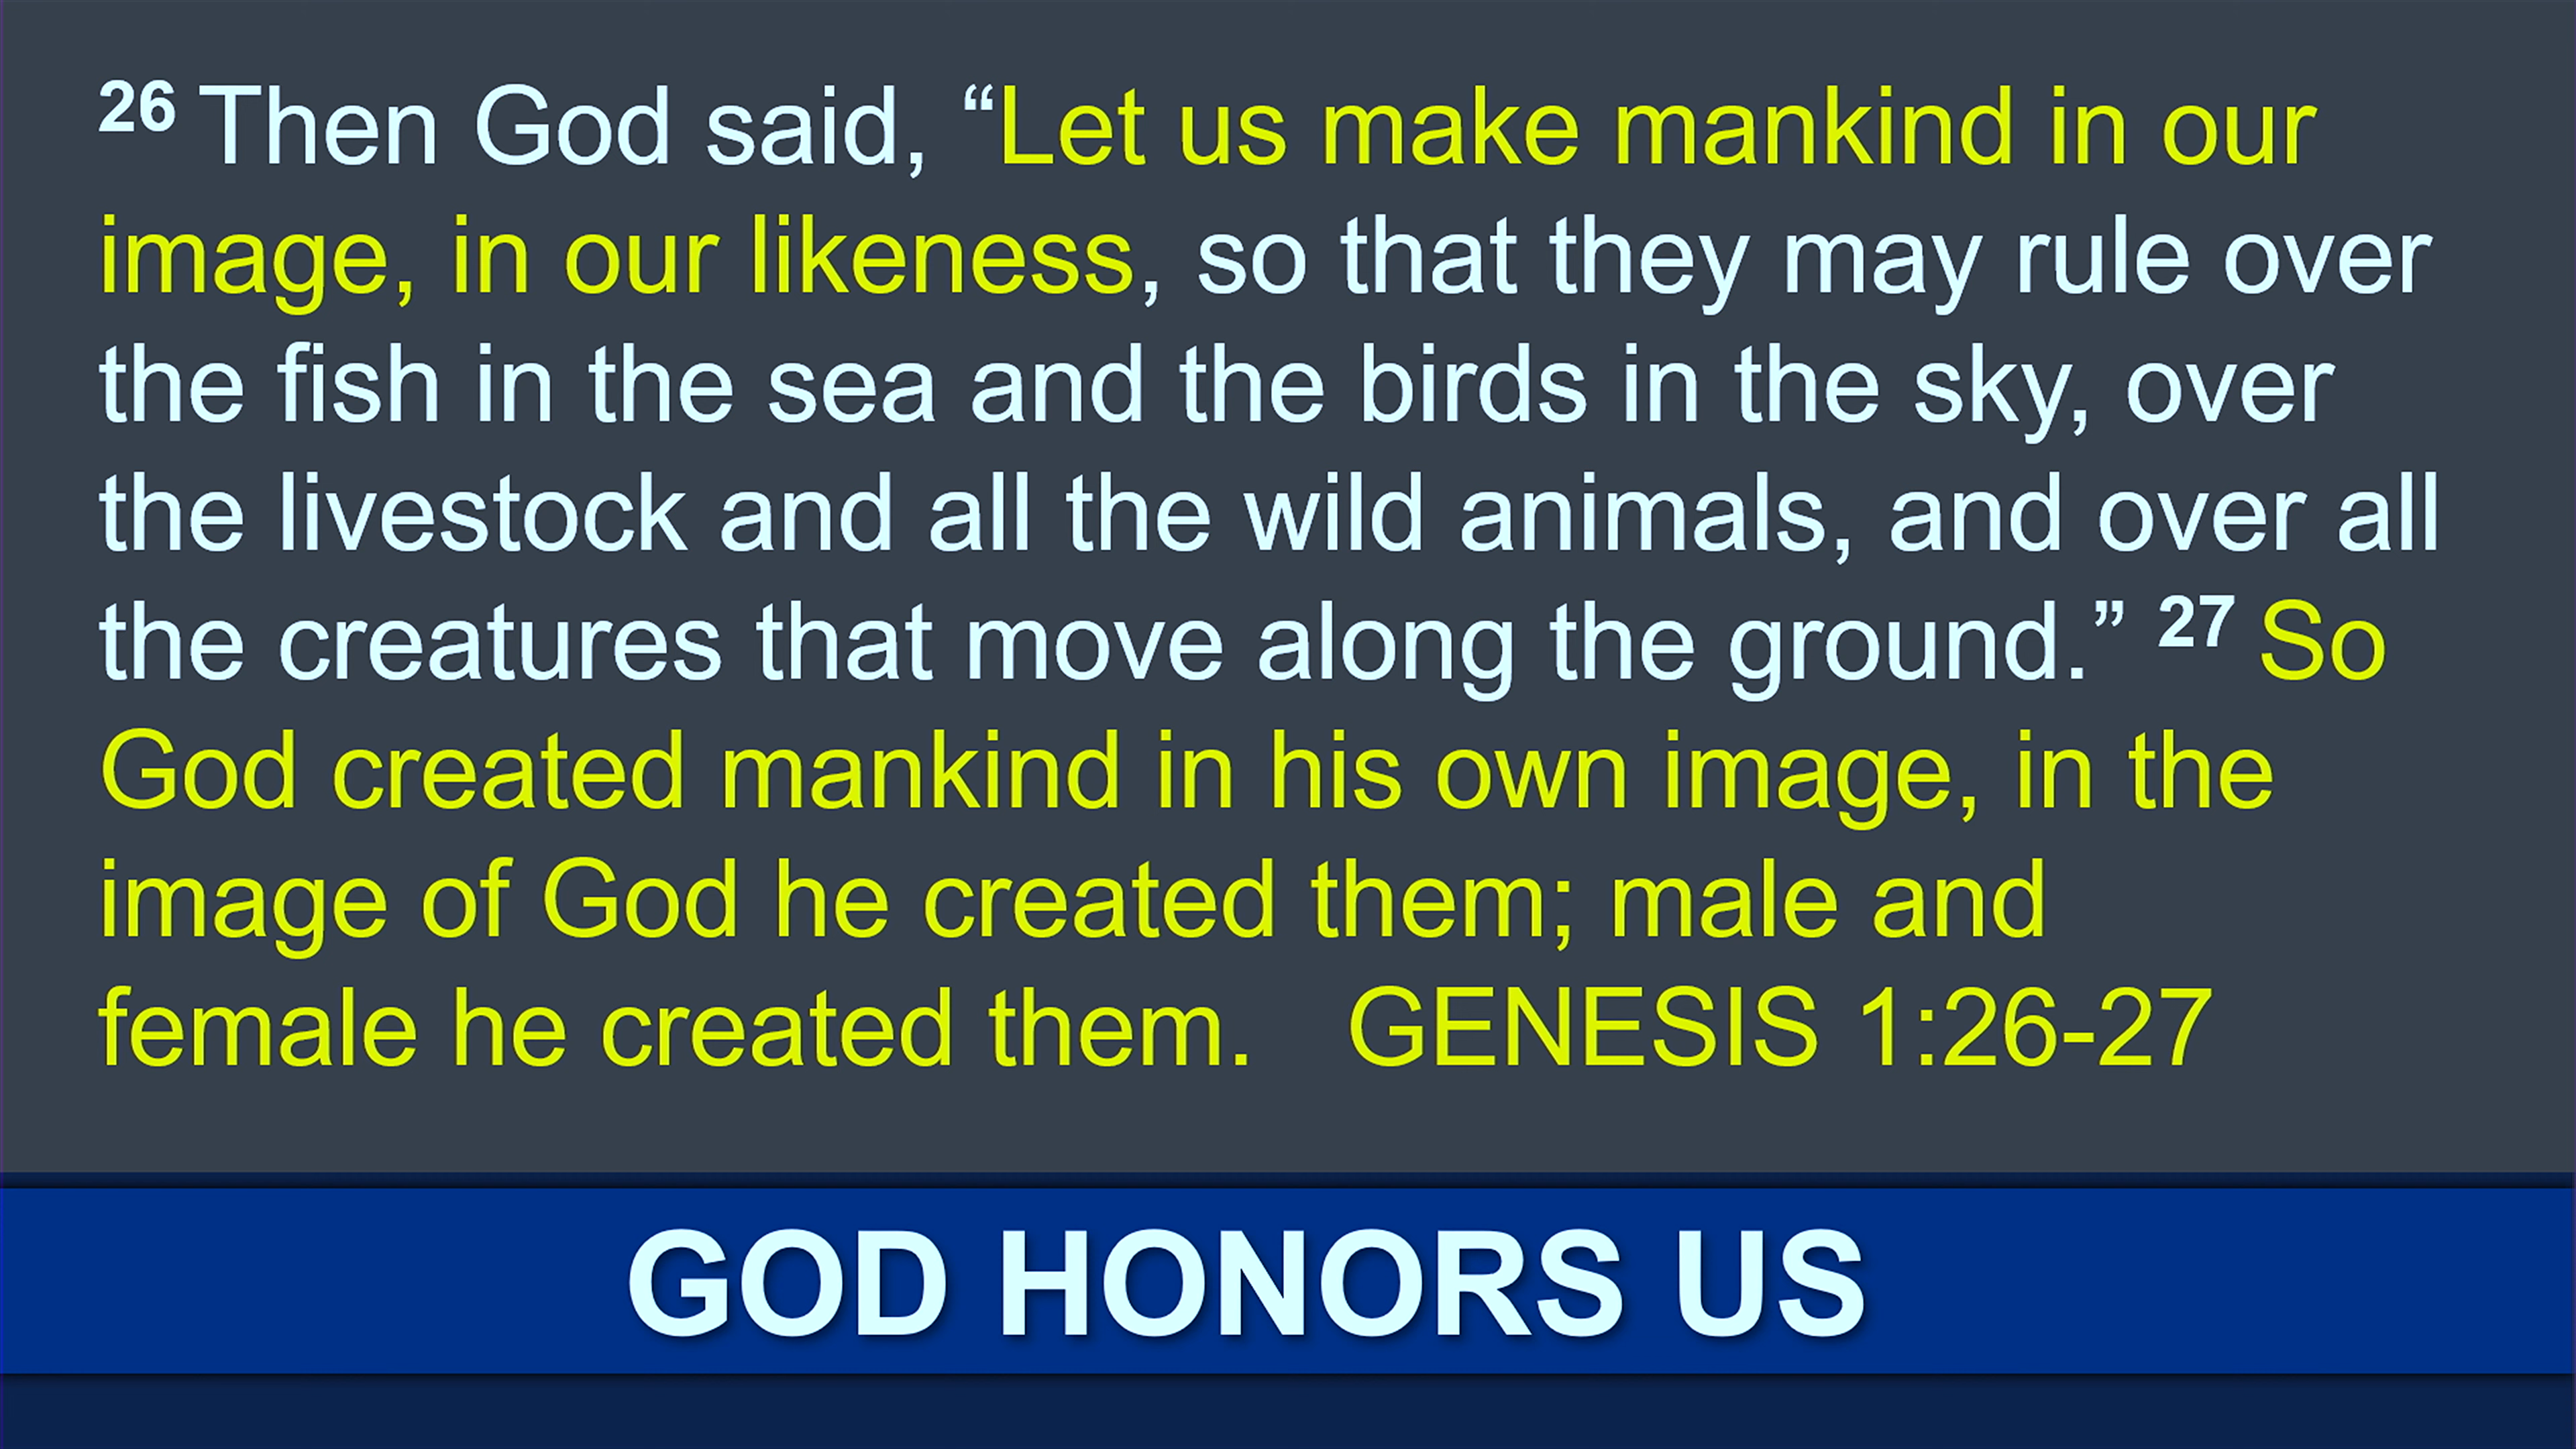 26 Then God said, “Let us make mankind in our
image, in our likeness, so that they may rule over
the fish in the sea and the birds in the sky, over
the livestock and all the wild animals, and over all
the creatures that move along the ground.” 27 So
God created mankind in his own image, in the
image of God he created them; male and
female he created them. GENESIS 1:26-27
GOD HONORS US